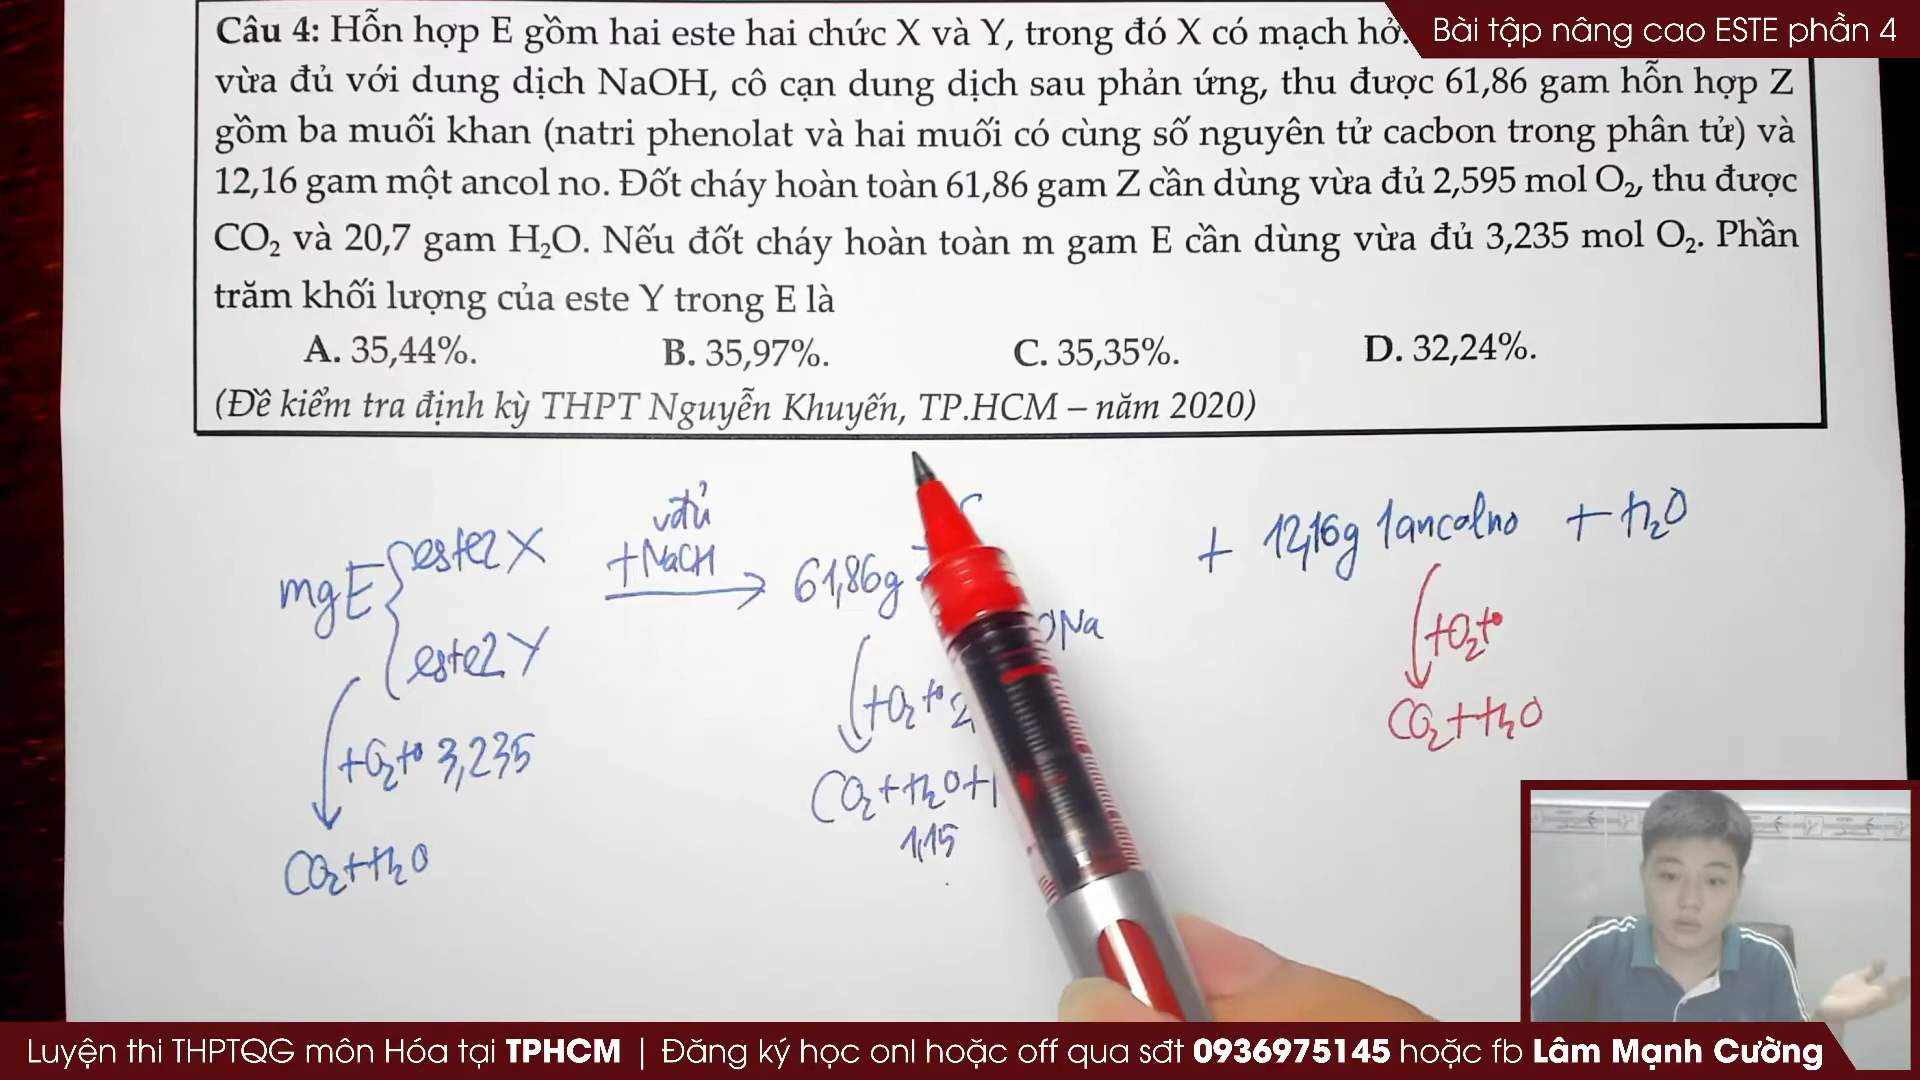 Bài tập nâng cao ESTE phần 4
Câu 4: Hỗn hợp E gồm hai este hai chức X và Y, trong đó X có mạch hở.
vừa đủ với dung dịch NaOH, cô cạn dung dịch sau phản ứng, thu được 61,86 gam hỗn hợp Z
gồm ba muối khan (natri phenolat và hai muối có cùng số nguyên tử cacbon trong phân tử) và
12,16 gam một ancol no. Đốt cháy hoàn toàn 61,86 gam Z cần dùng vừa đủ 2,595 mol O₂, thu được
CO₂ và 20,7 gam H₂O. Nếu đốt cháy hoàn toàn m gam E cần dùng vừa đủ 3,235 mol O₂. Phần
trăm khối lượng của este Y trong E là
A. 35,44%. B. 35,97%. C. 35,35%. D. 32,24%.
(Đề kiểm tra định kỳ THPT Nguyễn Khuyến, TP.HCM – năm 2020)
vđủ
mgE { este2 X +NaOH 61,86g + 12,16g 1 ancol no + H₂O
este2 Y ONa +O₂ t°
+O₂ t° 3,235 +O₂ t° 2, CO₂ + H₂O
CO₂ + H₂O CO₂ + H₂O +
1,15
Luyện thi THPTQG môn Hóa tại TPHCM | Đăng ký học onl hoặc off qua sđt 0936975145 hoặc fb Lâm Mạnh Cường